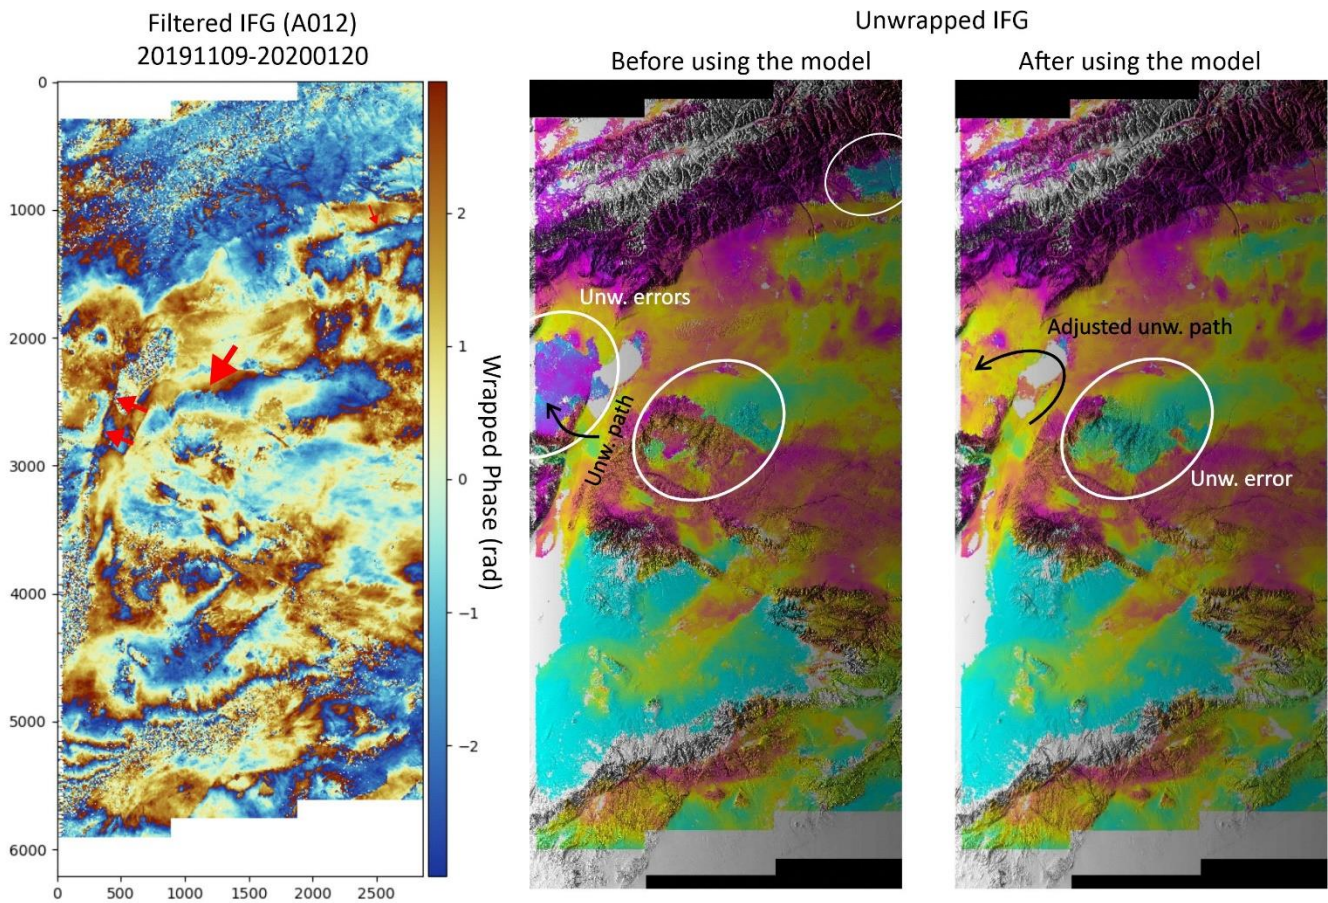 Filtered IFG (A012)
20191109-20200120
Unwrapped IFG
Before using the model
After using the model
0
1000
2000
3000
4000
5000
6000
0
500
1000
1500
2000
2500
2
1
0
−1
−2
Wrapped Phase (rad)
Unw. errors
Unw. path
Adjusted unw. path
Unw. error